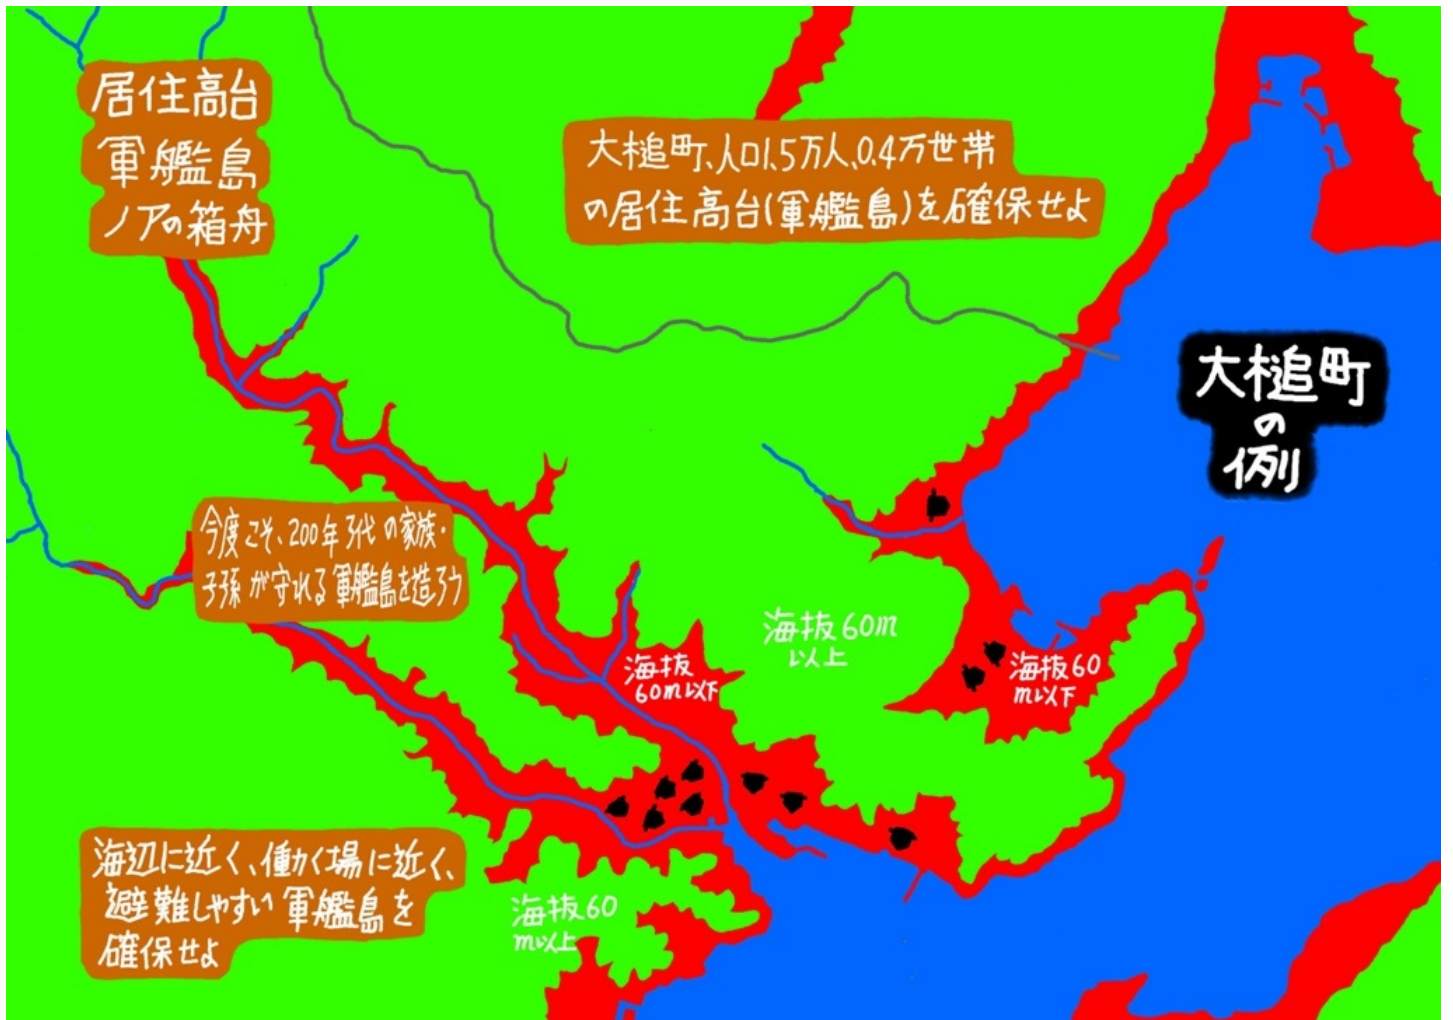 居住高台
軍艦島
ノアの箱舟
大槌町、人口1.5万人、0.4万世帯
の居住高台(軍艦島)を確保せよ
大槌町
の
例
今度こそ、200年3代の家族・
子孫が守れる軍艦島を造ろウ
海抜60m
以上
海抜
60m以下
海抜60
m以下
海辺に近く、働く場に近く、
避難しやすい軍艦島を
確保せよ
海抜60
m以上